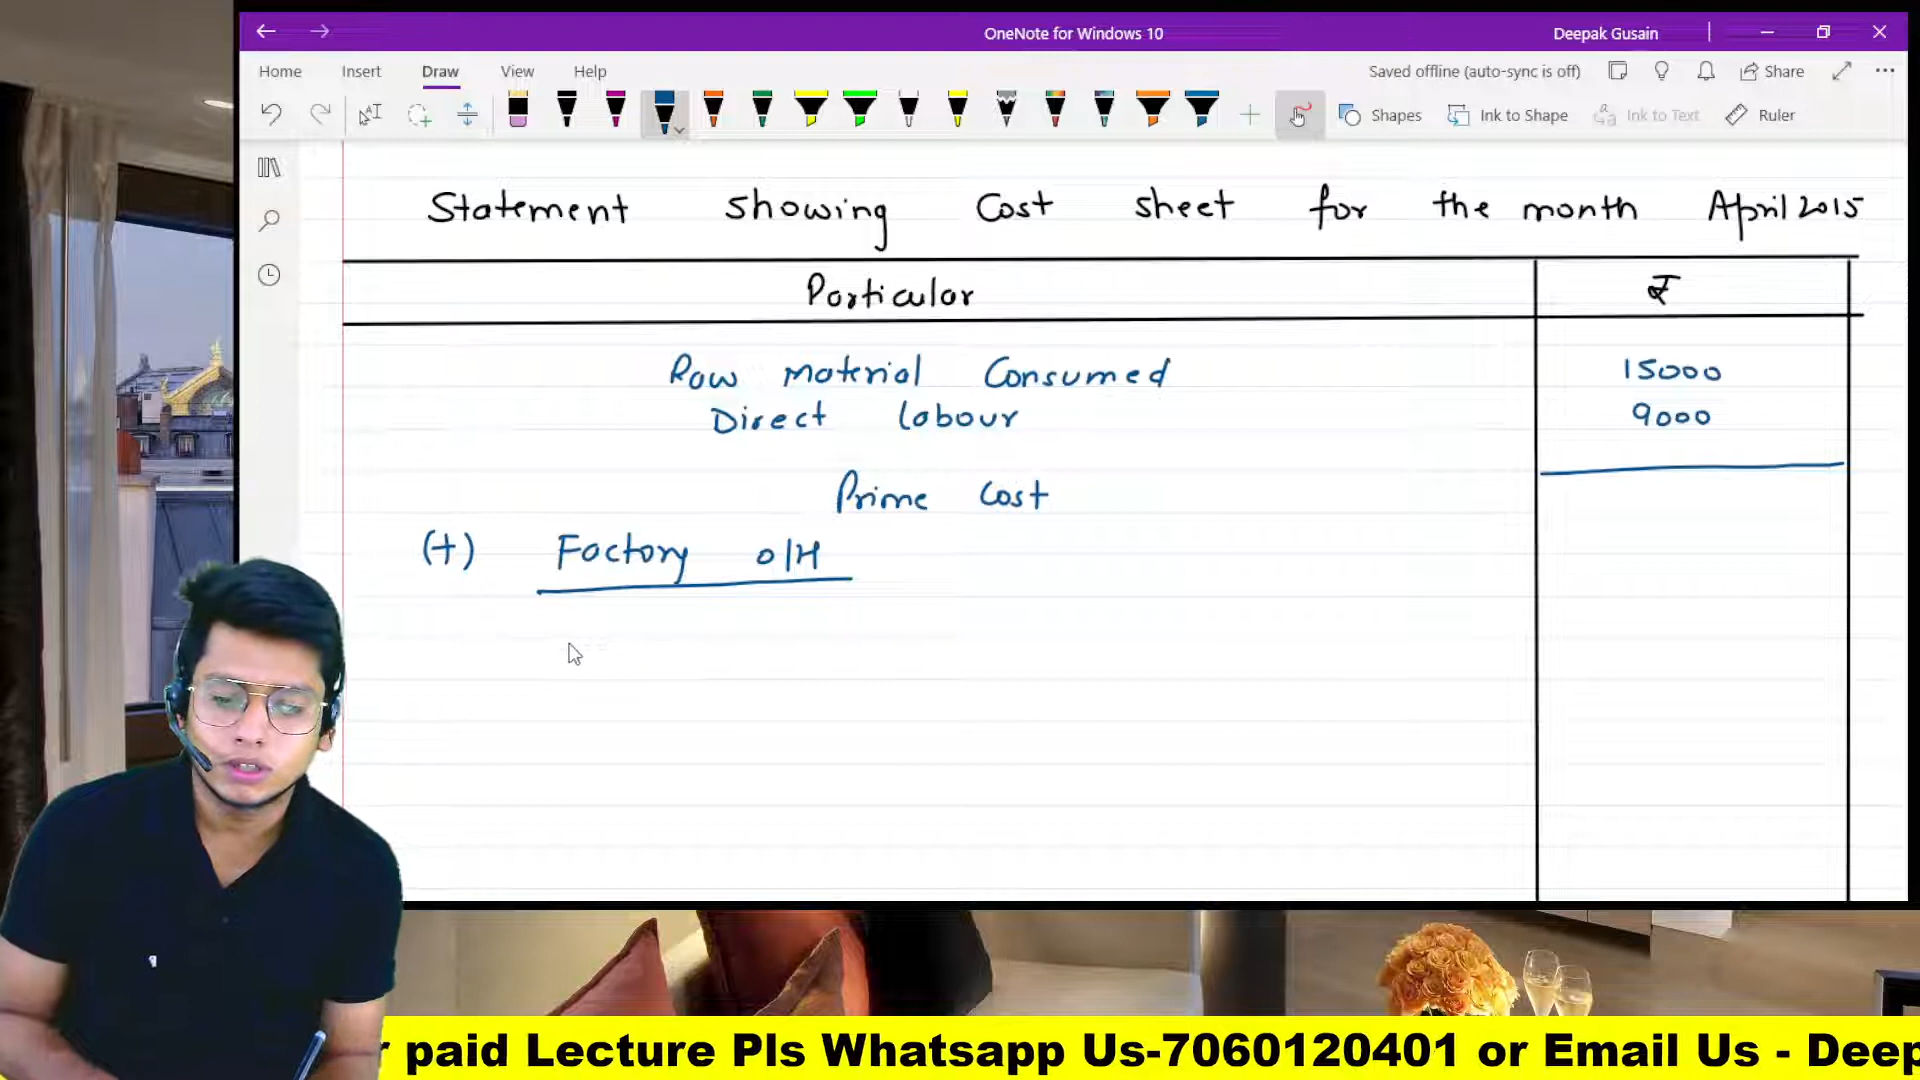 OneNote for Windows 10
Deepak Gusain
Home Insert Draw View Help
Saved offline (auto-sync is off) Share
Shapes Ink to Shape Ink to Text Ruler
Statement showing Cost sheet for the month April 2015
Particular ₹
Raw material Consumed 15000
Direct labour 9000
Prime Cost
(+) Factory o/H
paid Lecture Pls Whatsapp Us-7060120401 or Email Us - Deep